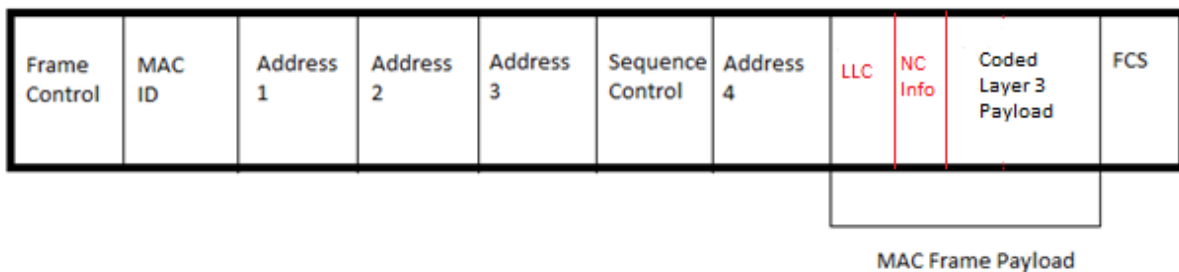 Frame
Control
MAC
ID
Address
1
Address
2
Address
3
Sequence
Control
Address
4
LLC
NC
Info
Coded
Layer 3
Payload
FCS
MAC Frame Payload